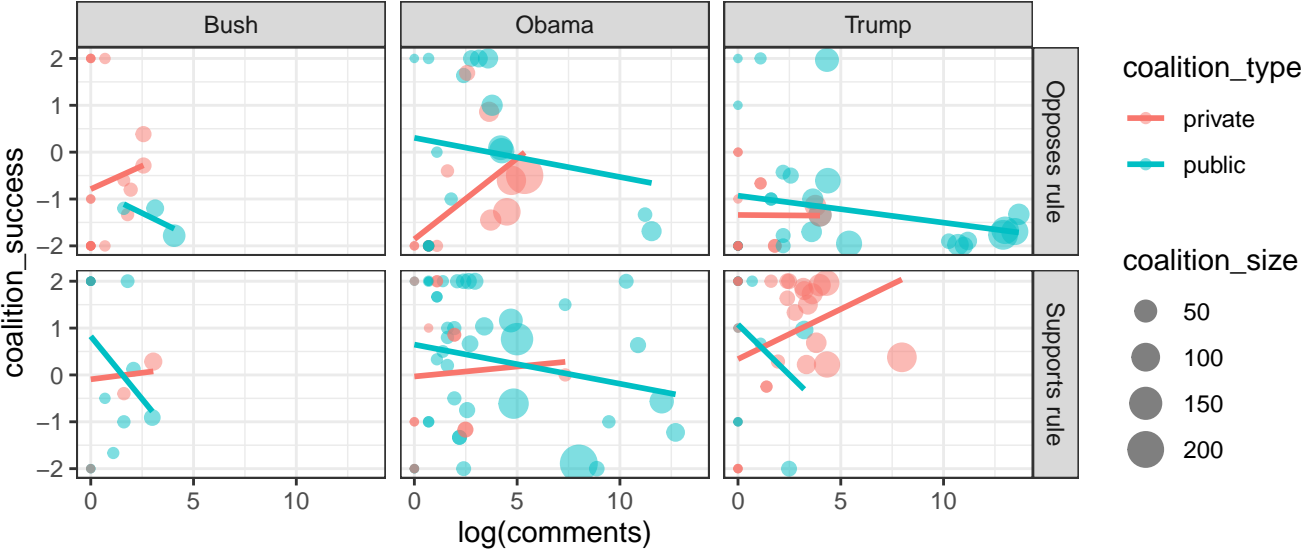 Bush
Obama
Trump
coalition_success
2
1
0
−1
−2
Opposes rule
2
1
0
−1
−2
Supports rule
0
5
10
0
5
10
0
5
10
log(comments)
coalition_type
private
public
coalition_size
50
100
150
200